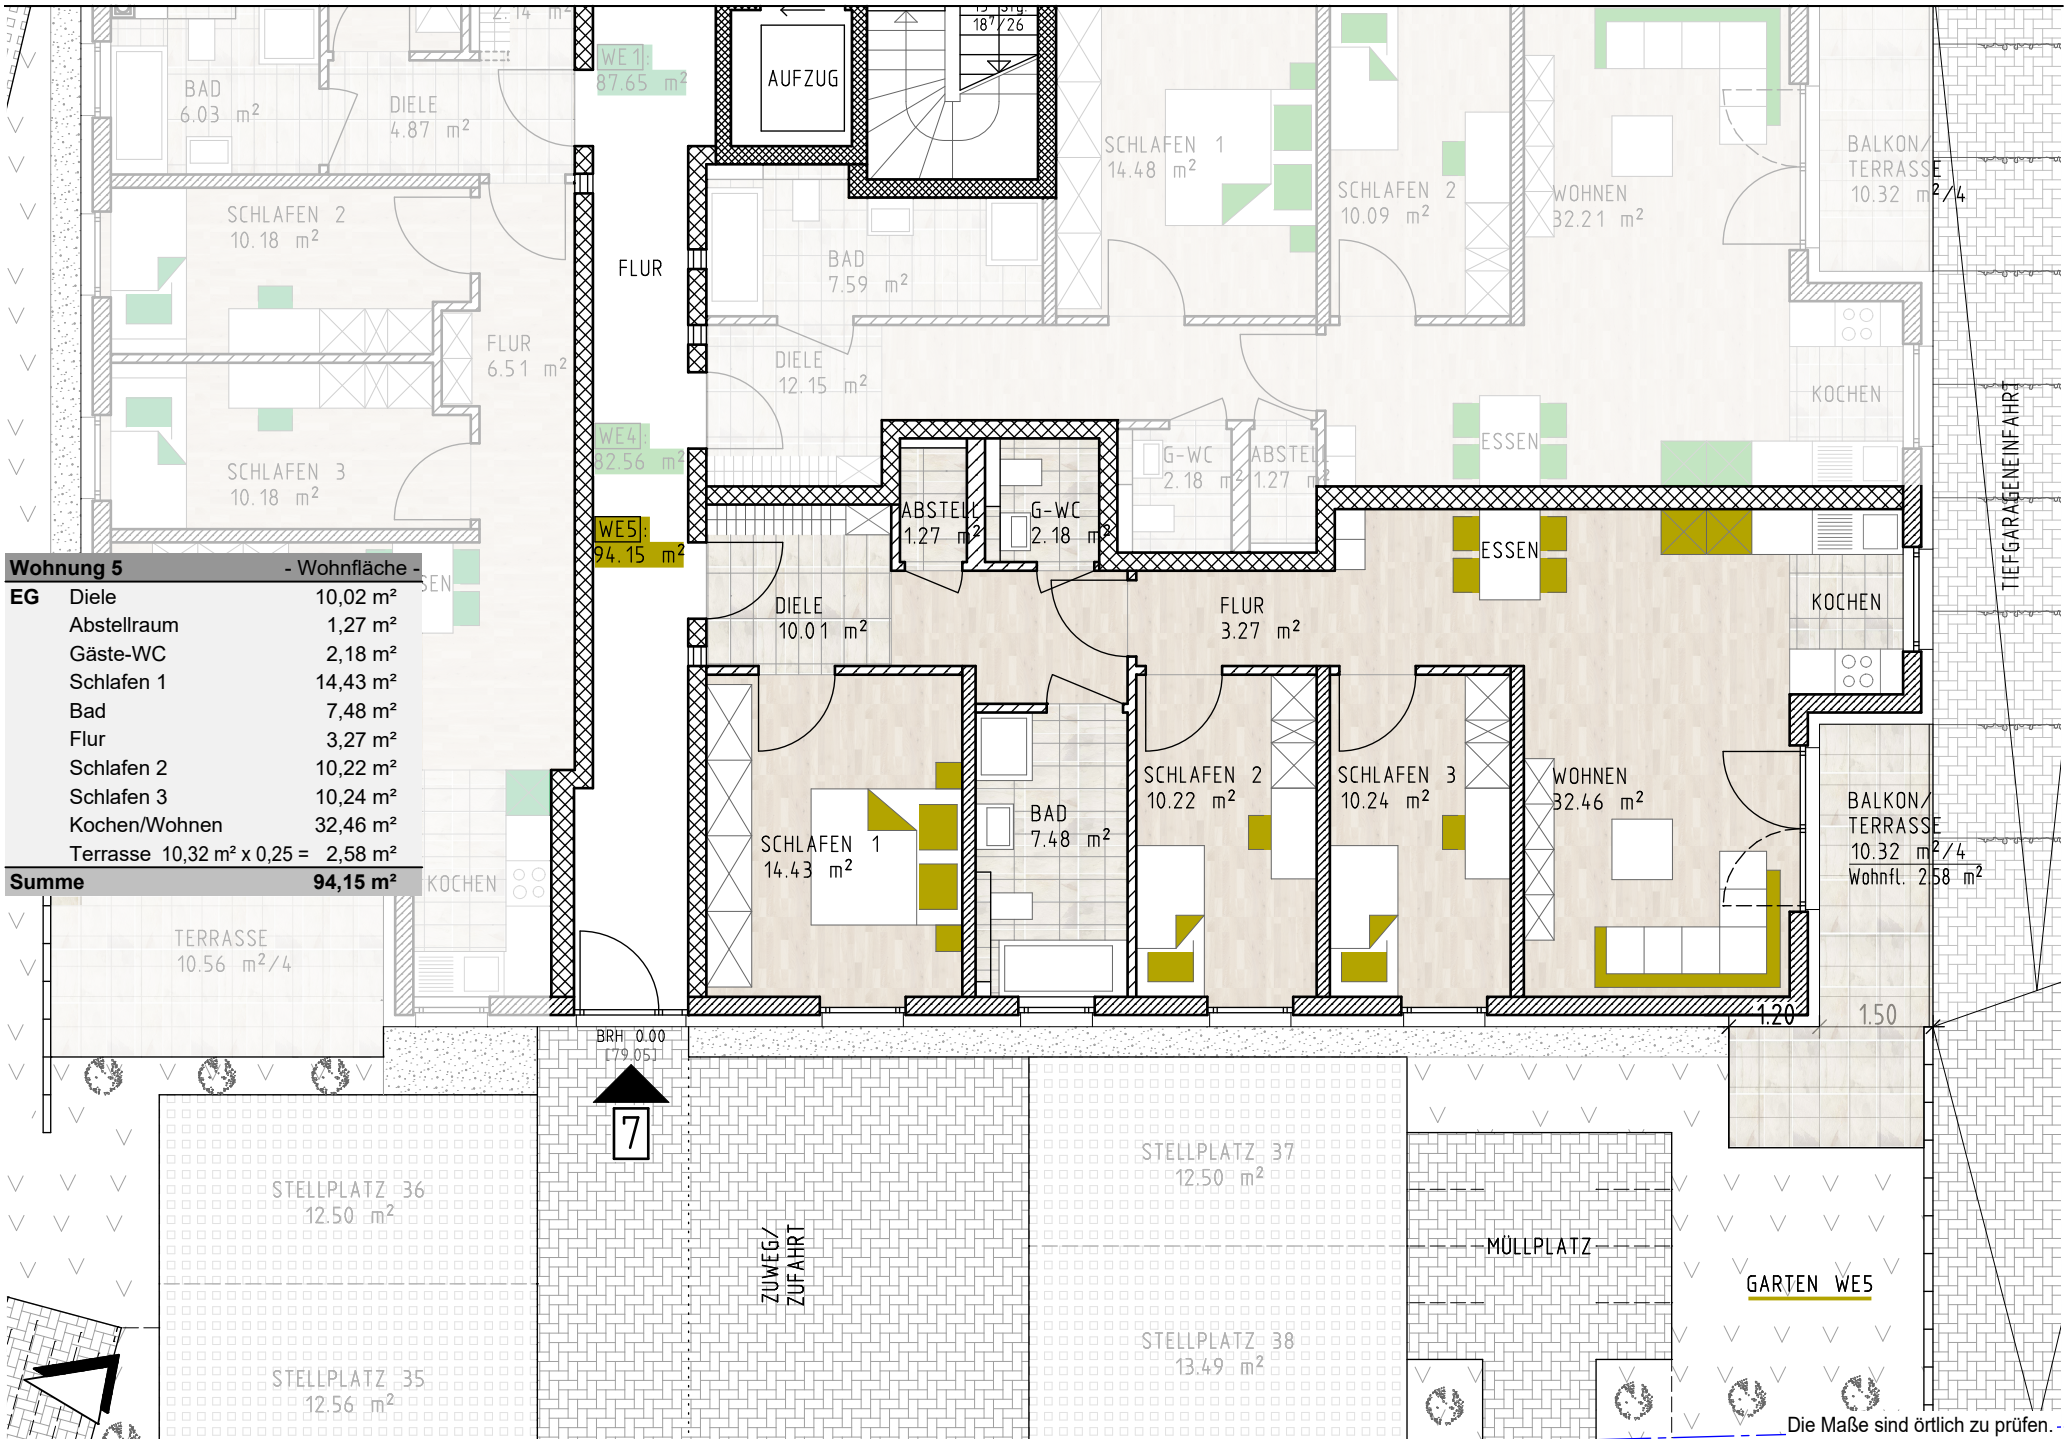 18⁷/26
WE1:
87.65 m²
AUFZUG
BAD
6.03 m²
DIELE
4.87 m²
SCHLAFEN 1
14.48 m²
SCHLAFEN 2
10.09 m²
WOHNEN
32.21 m²
BALKON/
TERRASSE
10.32 m²/4
SCHLAFEN 2
10.18 m²
FLUR
BAD
7.59 m²
FLUR
6.51 m²
DIELE
12.15 m²
KOCHEN
TIEFGARAGENEINFAHRT
SCHLAFEN 3
10.18 m²
WE4:
82.56 m²
G-WC
2.18 m²
ABSTELL
1.27 m²
ESSEN
WE5:
94.15 m²
ABSTELL
1.27 m²
G-WC
2.18 m²
ESSEN
KOCHEN
DIELE
10.01 m²
FLUR
3.27 m²
Wohnung 5 - Wohnfläche -
EG Diele 10,02 m²
Abstellraum 1,27 m²
Gäste-WC 2,18 m²
Schlafen 1 14,43 m²
Bad 7,48 m²
Flur 3,27 m²
Schlafen 2 10,22 m²
Schlafen 3 10,24 m²
Kochen/Wohnen 32,46 m²
Terrasse 10,32 m² x 0,25 = 2,58 m²
Summe 94,15 m²
SCHLAFEN 1
14.43 m²
BAD
7.48 m²
SCHLAFEN 2
10.22 m²
SCHLAFEN 3
10.24 m²
WOHNEN
32.46 m²
BALKON/
TERRASSE
10.32 m²/4
Wohnfl. 2.58 m²
KOCHEN
TERRASSE
10.56 m²/4
1.20
1.50
BRH 0.00
[79.05]
7
STELLPLATZ 36
12.50 m²
STELLPLATZ 37
12.50 m²
ZUWEG/
ZUFAHRT
MÜLLPLATZ
GARTEN WE5
STELLPLATZ 35
12.56 m²
STELLPLATZ 38
13.49 m²
Die Maße sind örtlich zu prüfen.